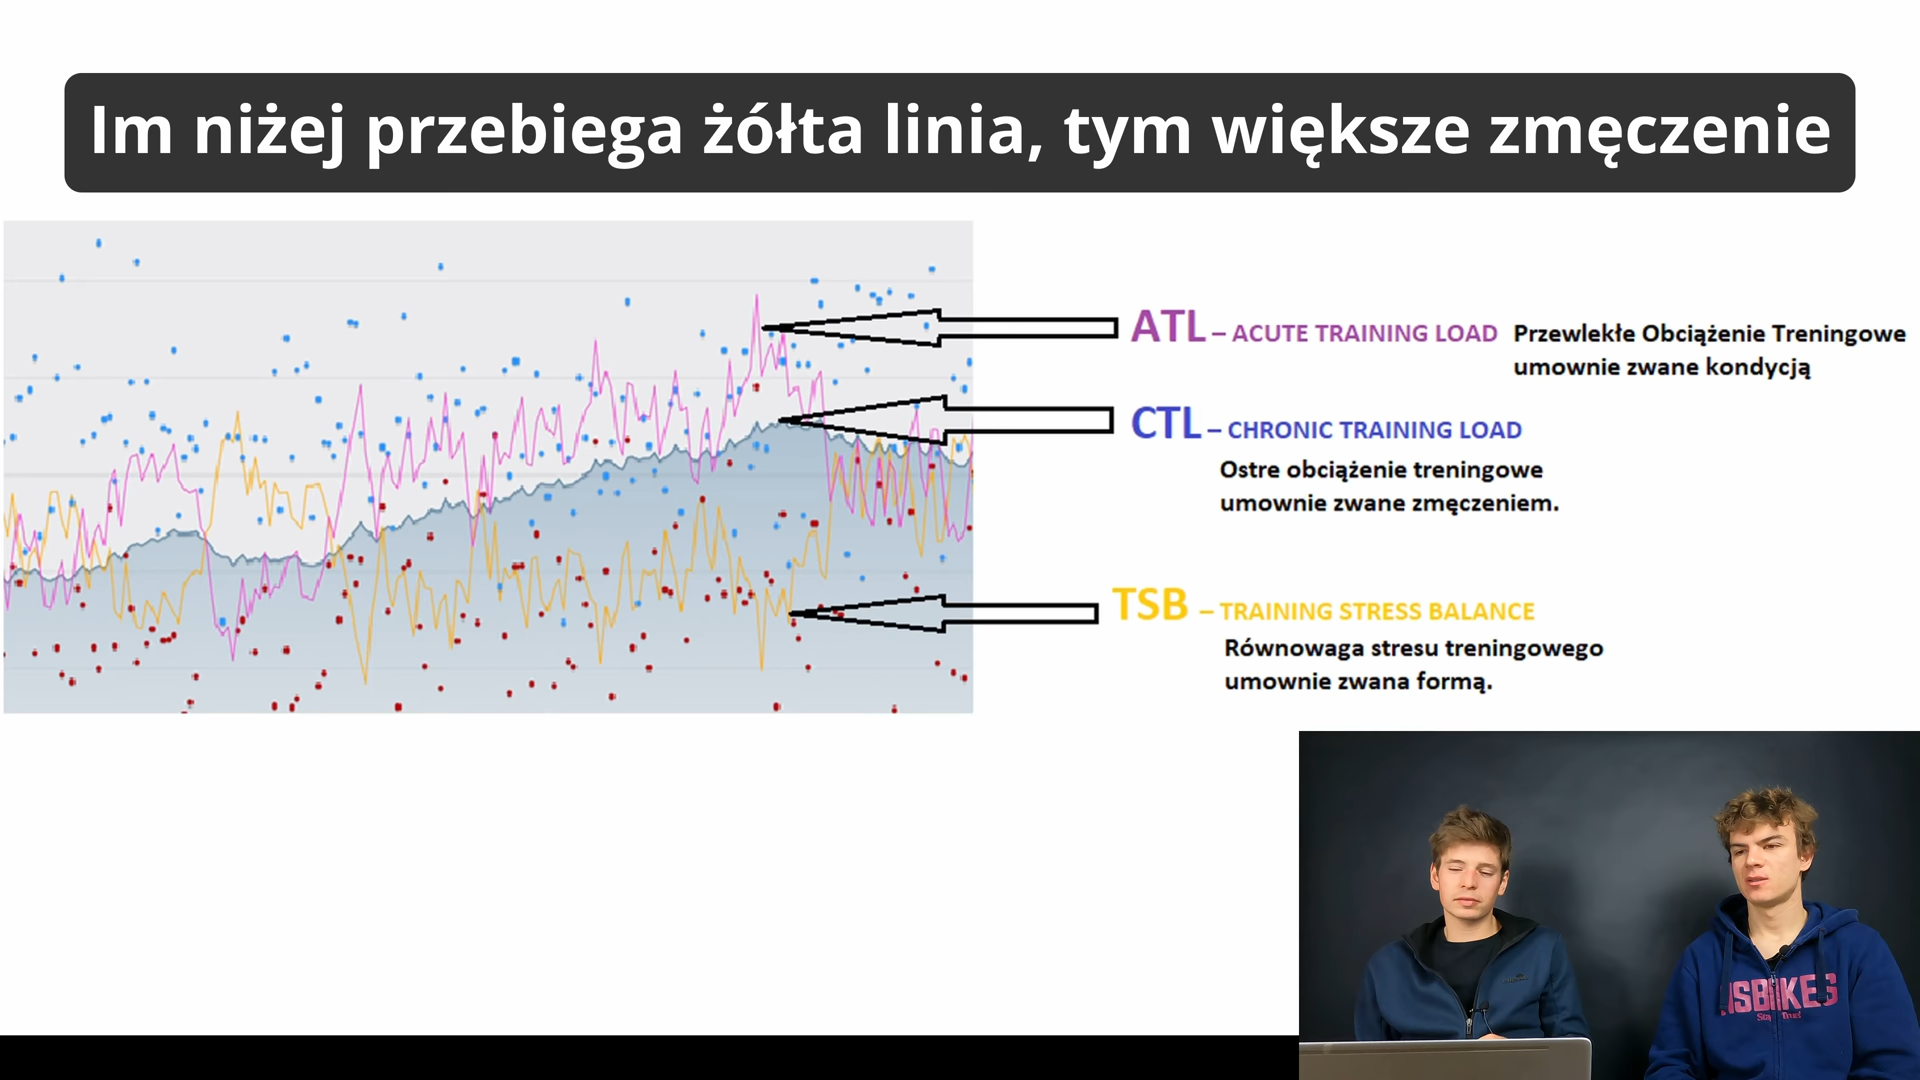 Im niżej przebiega żółta linia, tym większe zmęczenie
ATL – ACUTE TRAINING LOAD Przewlekłe Obciążenie Treningowe
umownie zwane kondycją
CTL – CHRONIC TRAINING LOAD
Ostre obciążenie treningowe
umownie zwane zmęczeniem.
TSB – TRAINING STRESS BALANCE
Równowaga stresu treningowego
umownie zwana formą.